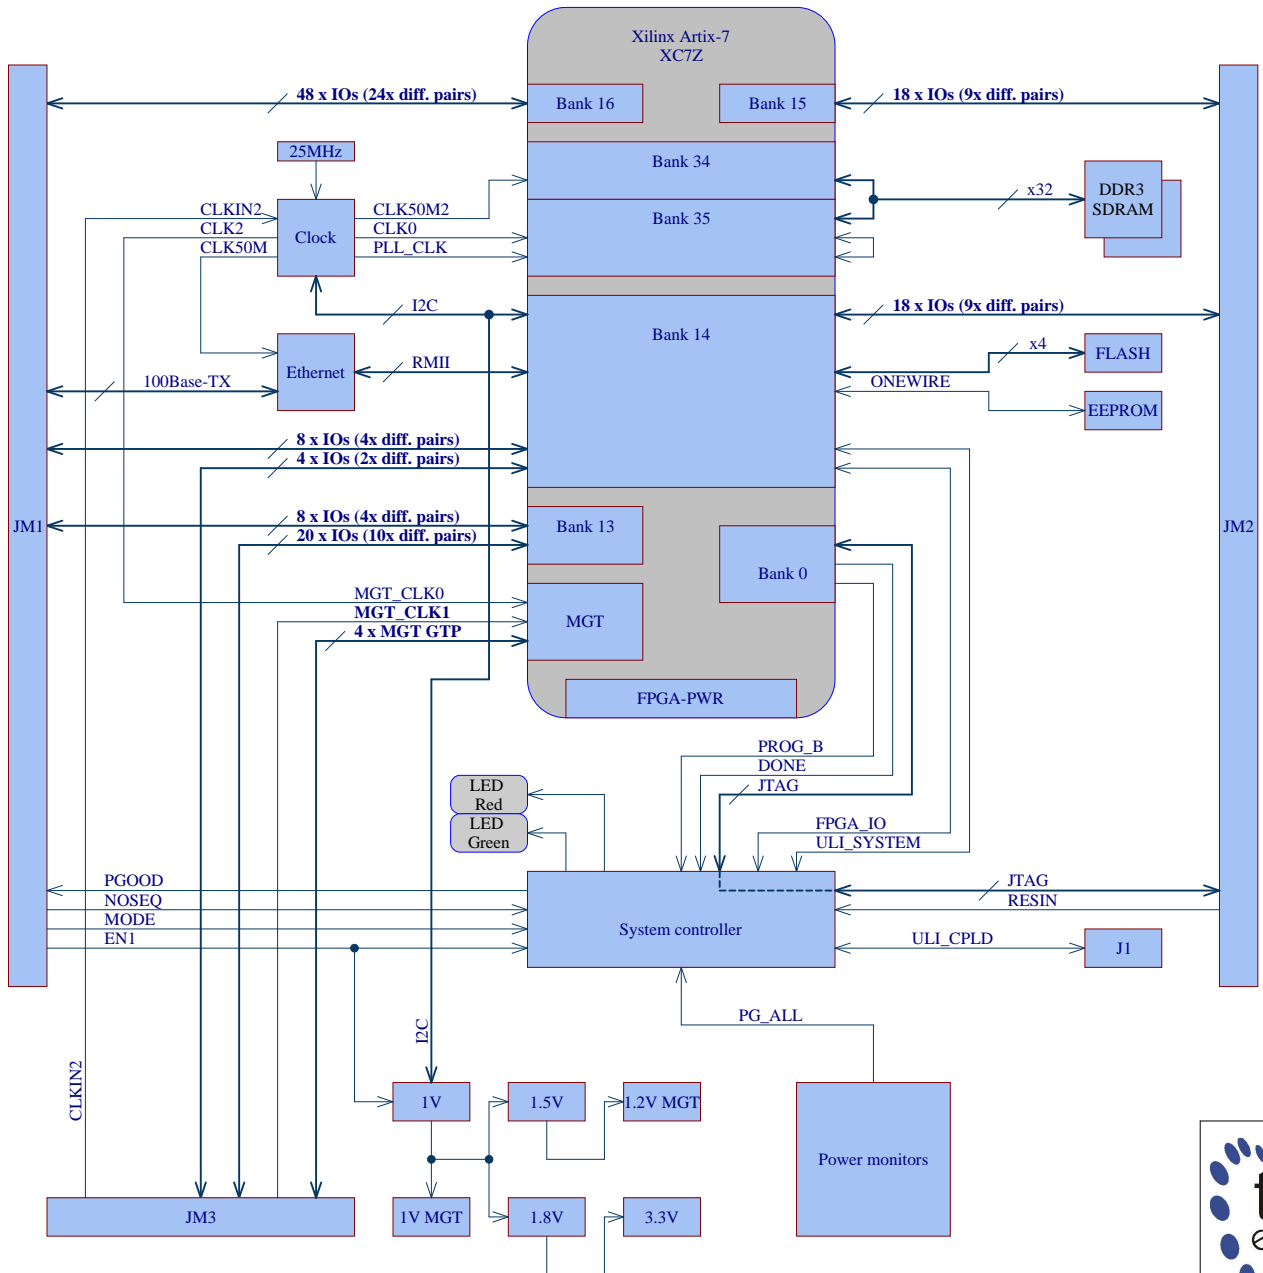 Xilinx Artix-7
XC7Z
48 x IOs (24x diff. pairs)
Bank 16
Bank 15
18 x IOs (9x diff. pairs)
25MHz
Bank 34
DDR3
SDRAM
x32
CLKIN2
CLK2
CLK50M
Clock
CLK50M2
CLK0
PLL_CLK
Bank 35
I2C
18 x IOs (9x diff. pairs)
Bank 14
x4
FLASH
Ethernet
RMII
100Base-TX
ONEWIRE
EEPROM
8 x IOs (4x diff. pairs)
4 x IOs (2x diff. pairs)
JM1
8 x IOs (4x diff. pairs)
20 x IOs (10x diff. pairs)
Bank 13
JM2
Bank 0
MGT_CLK0
MGT_CLK1
4 x MGT GTP
MGT
FPGA-PWR
PROG_B
DONE
JTAG
LED
Red
LED
Green
FPGA_IO
ULI_SYSTEM
PGOOD
NOSEQ
MODE
EN1
System controller
JTAG
RESIN
ULI_CPLD
J1
PG_ALL
I2C
CLKIN2
1V
1.5V
1.2V MGT
Power monitors
JM3
1V MGT
1.8V
3.3V